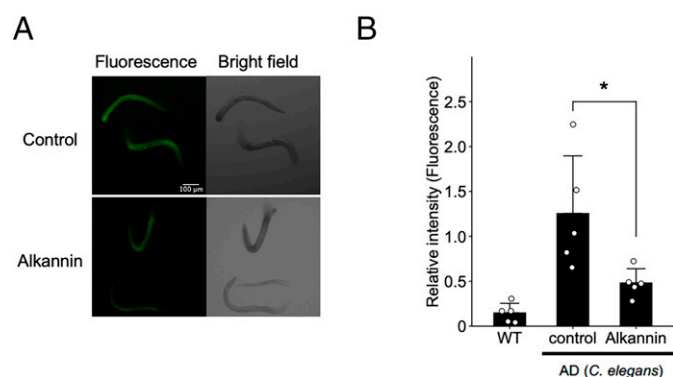 A
Fluorescence Bright field
Control
100 µm
Alkannin
B
*
Relative intensity (Fluorescence)
2.5
2.0
1.5
1.0
0.5
0
WT control Alkannin
AD (C. elegans)